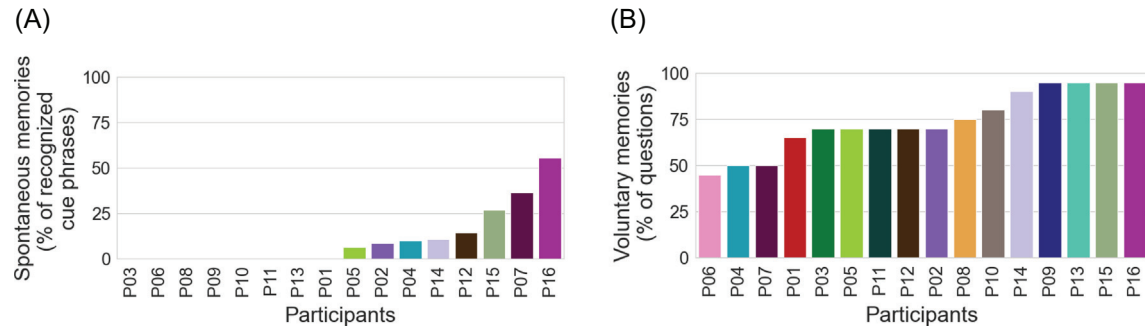 (A)
Spontaneous memories
(% of recognized
cue phrases)
100
75
50
25
0
P03 P06 P08 P09 P10 P11 P13 P01 P05 P02 P04 P14 P12 P15 P07 P16
Participants
(B)
Voluntary memories
(% of questions)
100
75
50
25
0
P06 P04 P07 P01 P03 P05 P11 P12 P02 P08 P10 P14 P09 P13 P15 P16
Participants